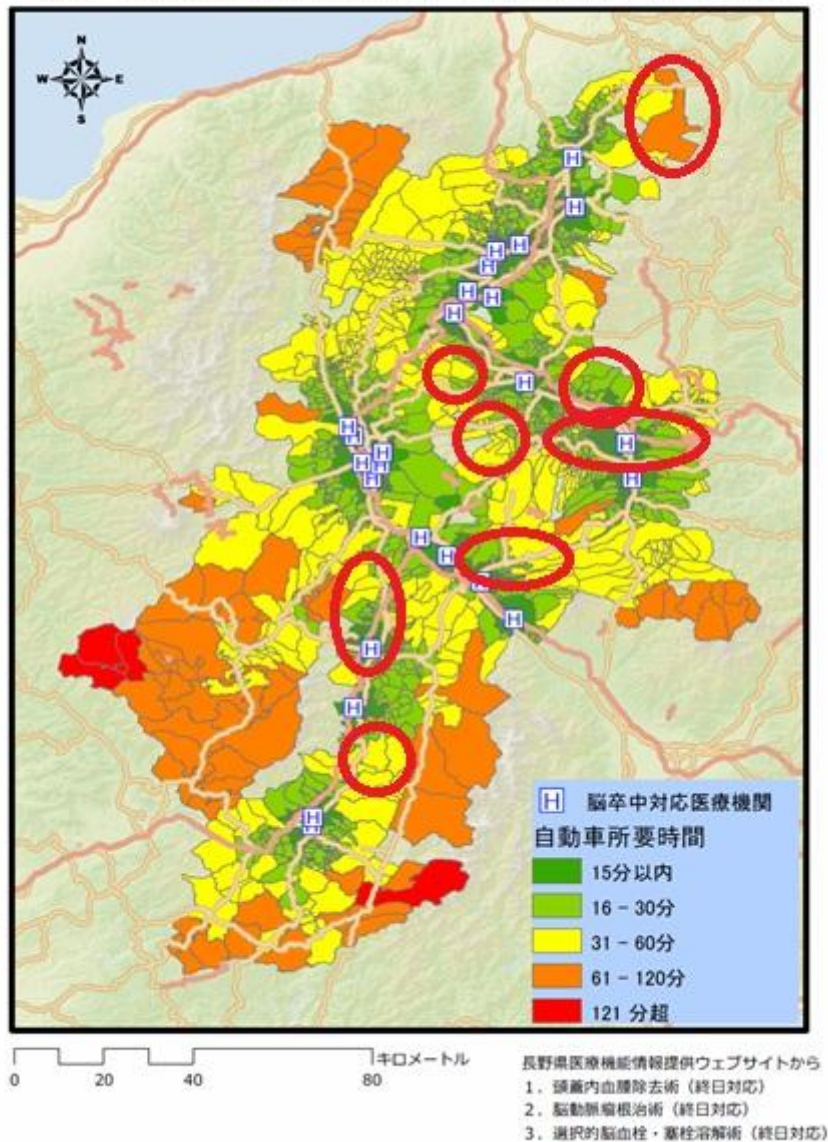 N
W E
S
H 脳卒中対応医療機関
自動車所要時間
15分以内
16 - 30分
31 - 60分
61 - 120分
121 分超
キロメートル
0 20 40 80
長野県医療機能情報提供ウェブサイトから
1. 頭蓋内血腫除去術（終日対応）
2. 脳動脈瘤根治術（終日対応）
3. 選択的脳血栓・塞栓溶解術（終日対応）